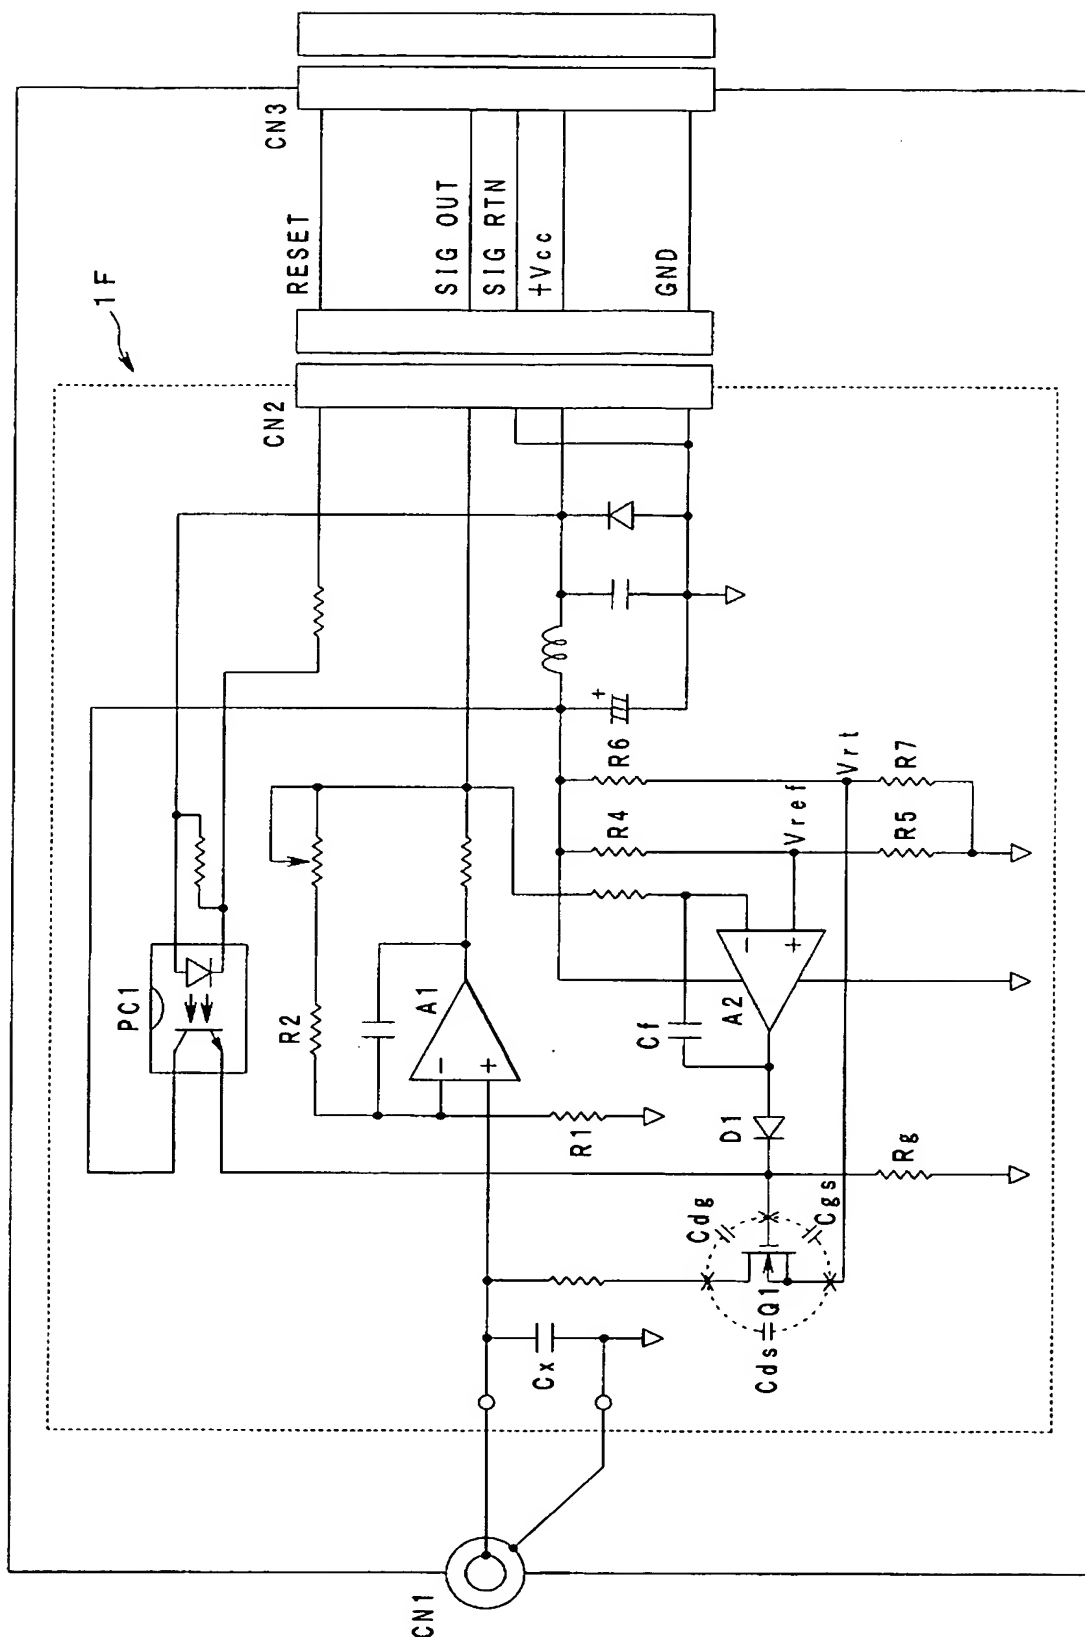 CN3
RESET
SIG OUT
SIG RTN
+Vcc
GND
1F
CN2
PC1
R2
A1
R1
R6
R4
Vrt
R7
Vref
R5
A2
Cf
D1
Rg
Cdg
Cgs
Q1
Cds
Cx
CN1
+
−
+
−
+